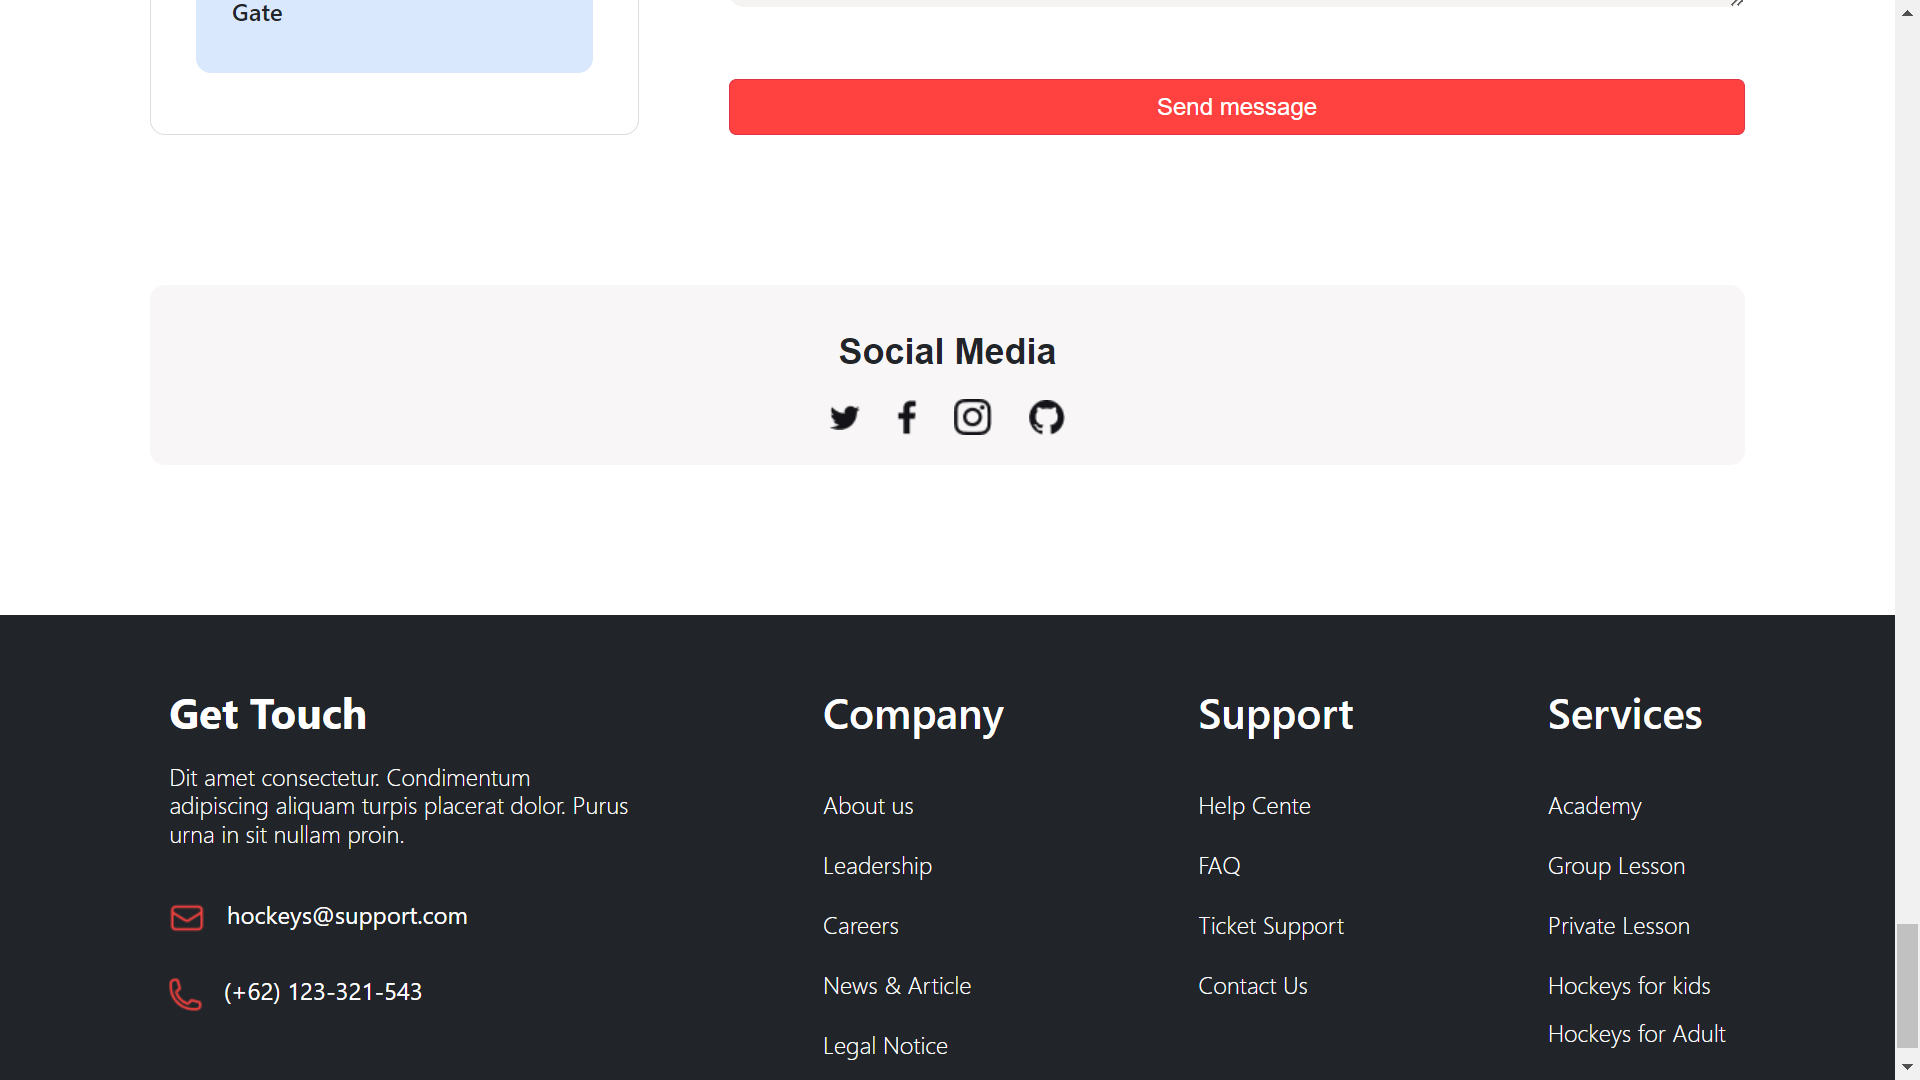 Gate
Send message
Social Media
Get Touch
Dit amet consectetur. Condimentum
adipiscing aliquam turpis placerat dolor. Purus
urna in sit nullam proin.
hockeys@support.com
(+62) 123-321-543
Company
About us
Leadership
Careers
News & Article
Legal Notice
Support
Help Cente
FAQ
Ticket Support
Contact Us
Services
Academy
Group Lesson
Private Lesson
Hockeys for kids
Hockeys for Adult